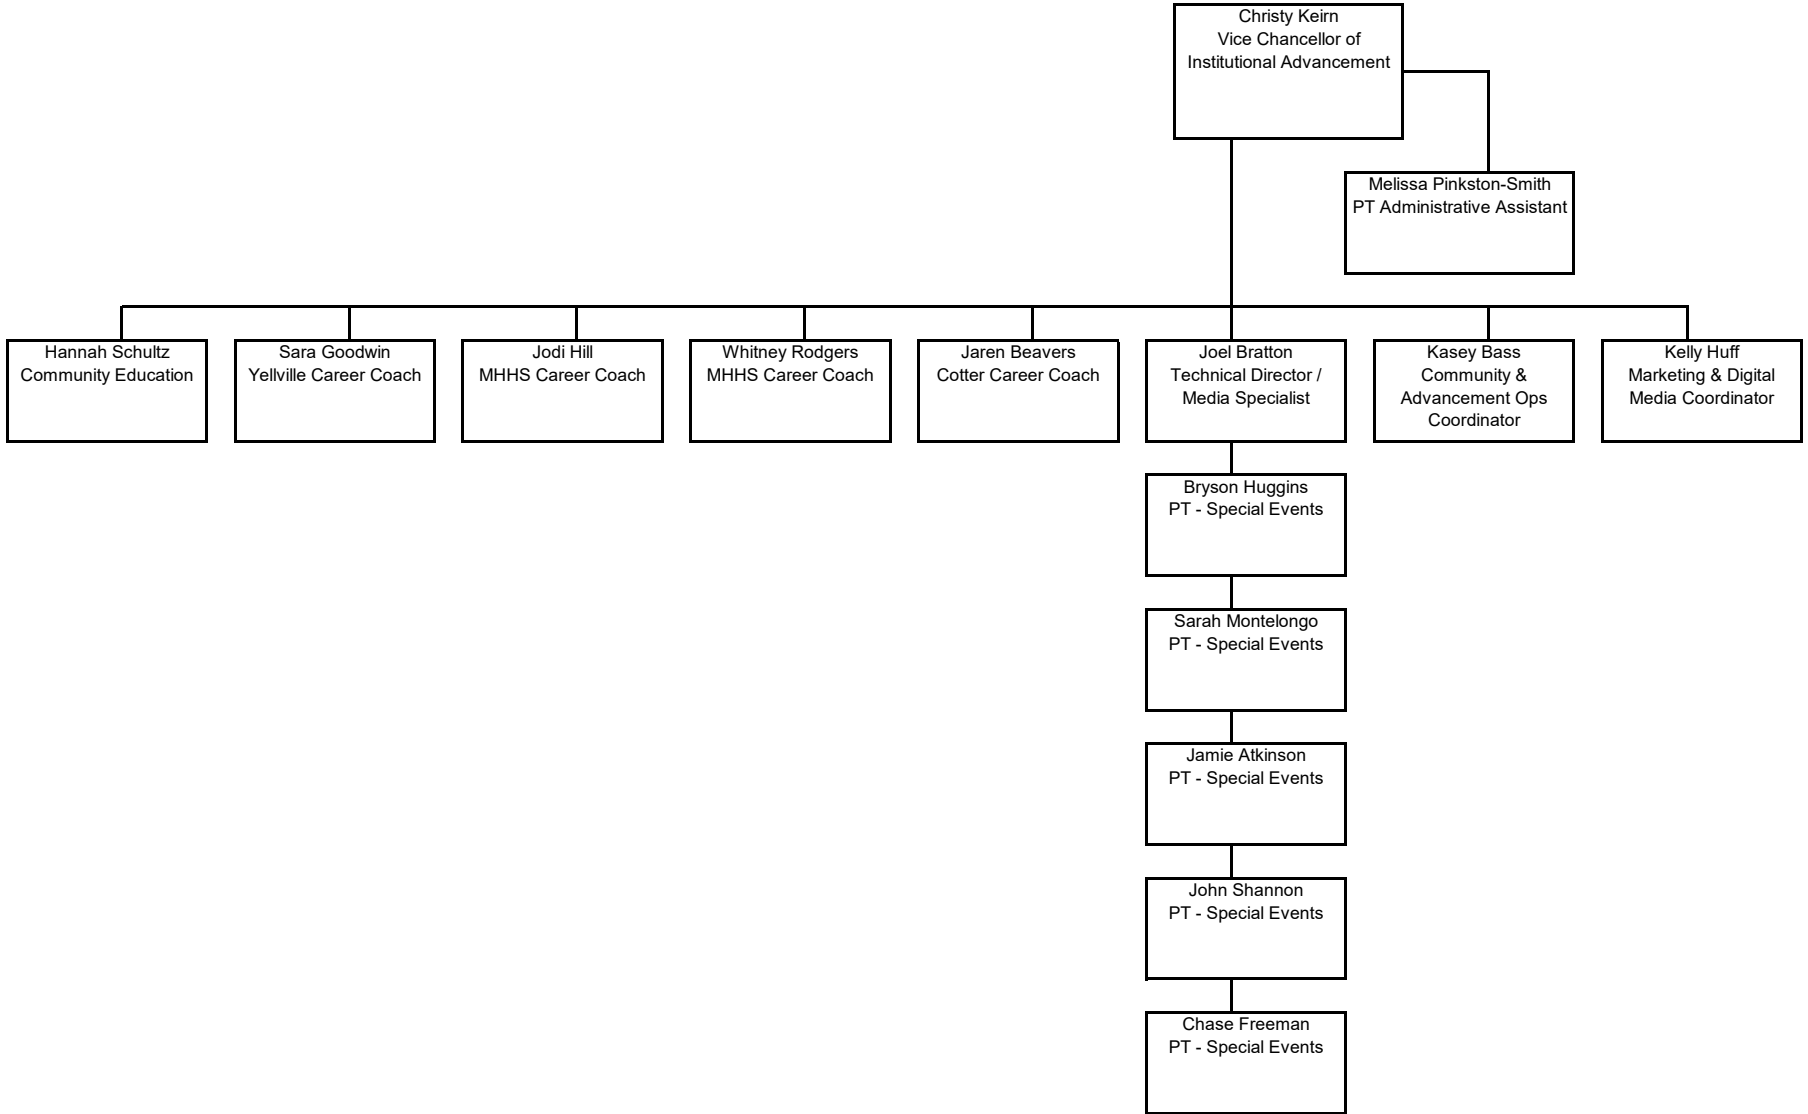 Christy Keirn
Vice Chancellor of
Institutional Advancement
Melissa Pinkston-Smith
PT Administrative Assistant
Hannah Schultz
Community Education
Sara Goodwin
Yellville Career Coach
Jodi Hill
MHHS Career Coach
Whitney Rodgers
MHHS Career Coach
Jaren Beavers
Cotter Career Coach
Joel Bratton
Technical Director /
Media Specialist
Kasey Bass
Community &
Advancement Ops
Coordinator
Kelly Huff
Marketing & Digital
Media Coordinator
Bryson Huggins
PT - Special Events
Sarah Montelongo
PT - Special Events
Jamie Atkinson
PT - Special Events
John Shannon
PT - Special Events
Chase Freeman
PT - Special Events